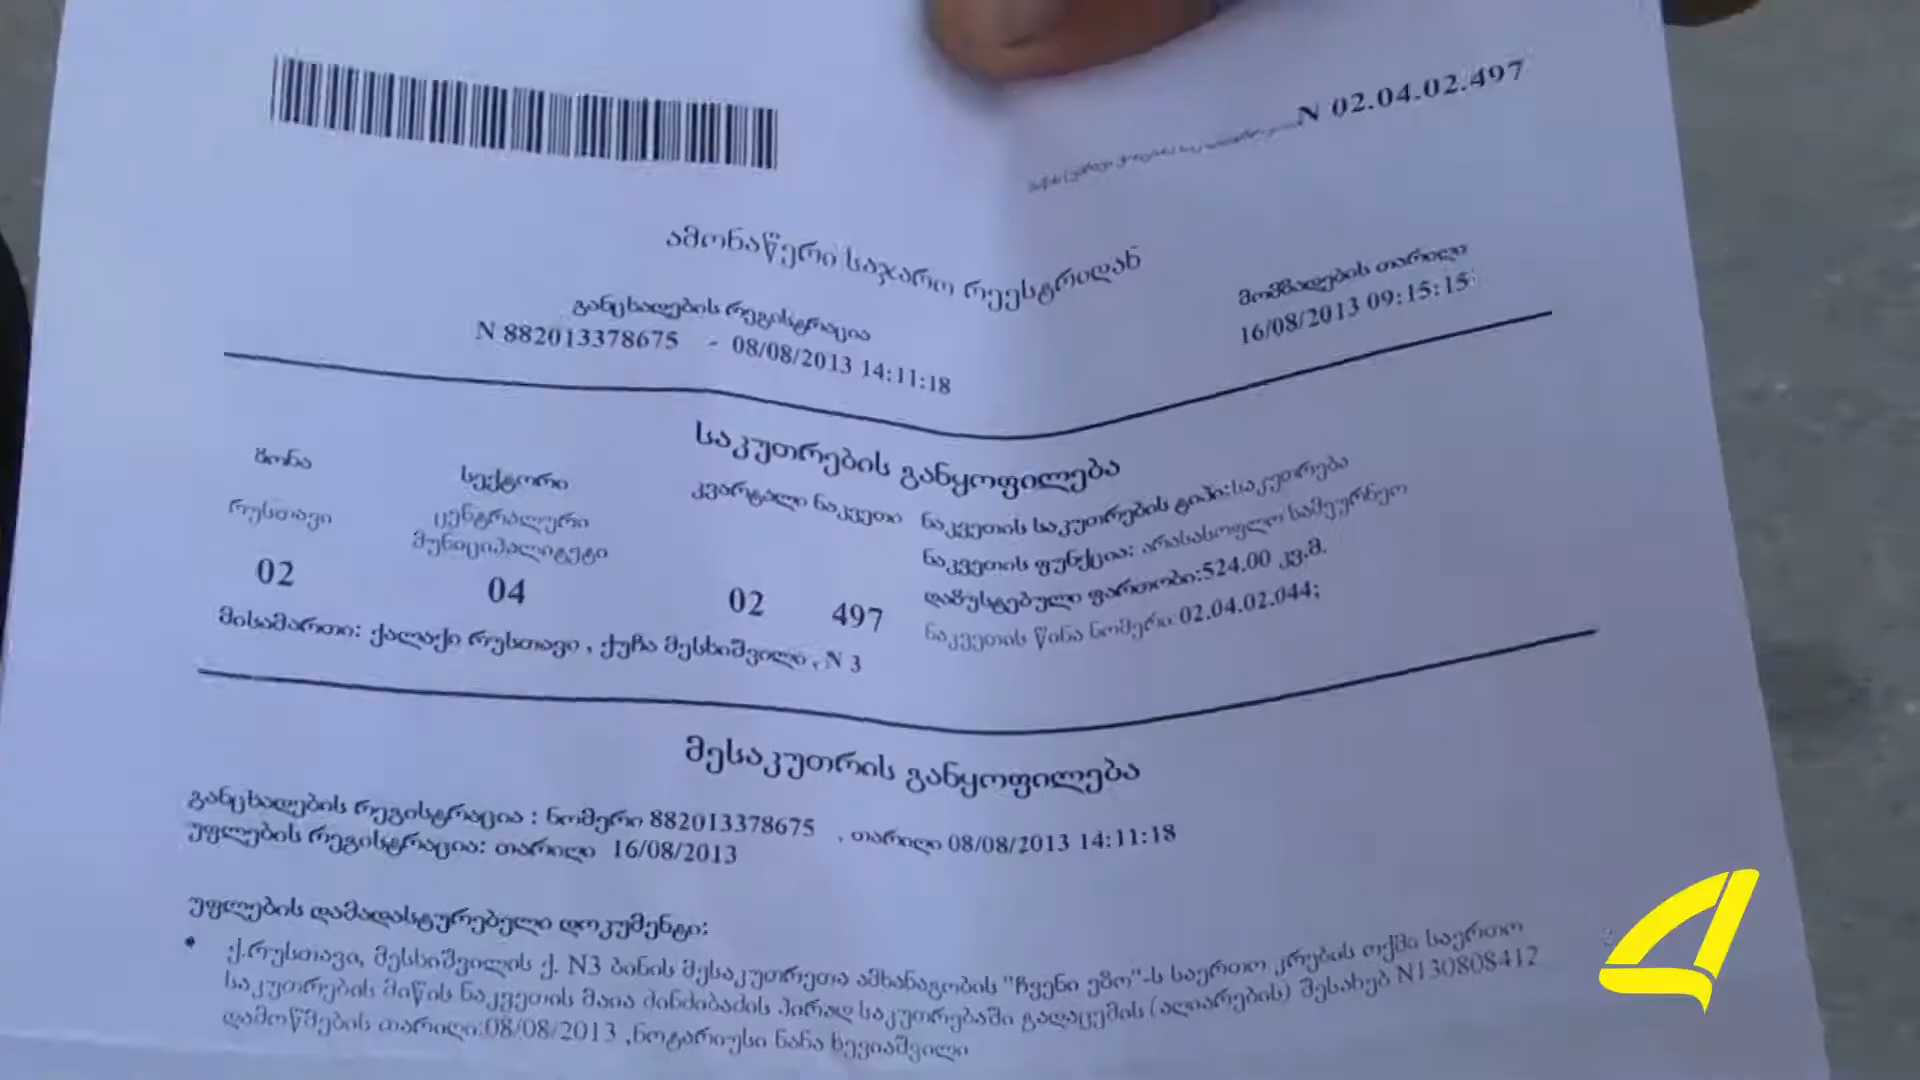 N 02.04.02.497
ამონაწერი საჯარო რეესტრიდან
განცხადების რეგისტრაცია
N 882013378675 - 08/08/2013 14:11:18
მომზადების თარიღი
16/08/2013 09:15:15
საკუთრების განყოფილება
ზონა სექტორი კვარტალი ნაკვეთი
რუსთავი ცენტრალური მუნიციპალიტეტი
02 04 02 497
ნაკვეთის საკუთრების ტიპი:საკუთრება
ნაკვეთის ფუნქცია: არასასოფლო სამეურნეო
დაზუსტებული ფართობი:524.00 კვ.მ.
ნაკვეთის წინა ნომერი:02.04.02.044;
მისამართი: ქალაქი რუსთავი , ქუჩა მესხიშვილი , N 3
მესაკუთრის განყოფილება
განცხადების რეგისტრაცია : ნომერი 882013378675 , თარიღი 08/08/2013 14:11:18
უფლების რეგისტრაცია: თარიღი 16/08/2013
უფლების დამადასტურებელი დოკუმენტი:
• ქ.რუსთავი, მესხიშვილის ქ. N3 ბინის მესაკუთრეთა ამხანაგობის "ჩვენი ეზო"-ს საერთო კრების ოქმი საერთო
საკუთრების მიწის ნაკვეთის მაია ძინძიბაძის პირად საკუთრებაში გადაცემის (აღიარების) შესახებ N130808412
დამოწმების თარიღი:08/08/2013 ,ნოტარიუსი ნანა ხევიაშვილი